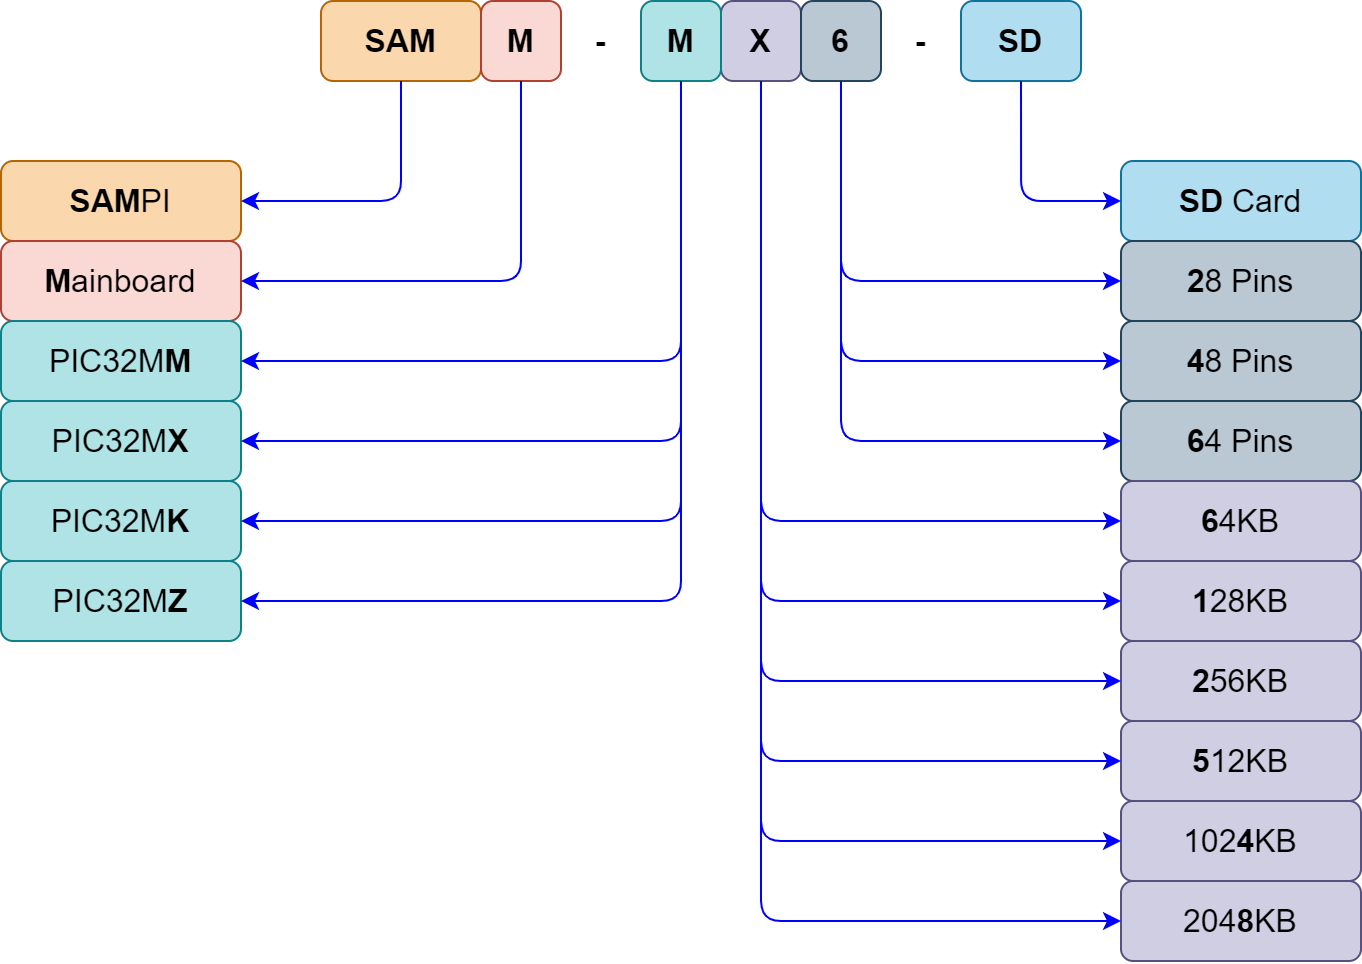 SAM M - M X 6 - SD
SAMPI
Mainboard
PIC32MM
PIC32MX
PIC32MK
PIC32MZ
SD Card
28 Pins
48 Pins
64 Pins
64KB
128KB
256KB
512KB
1024KB
2048KB